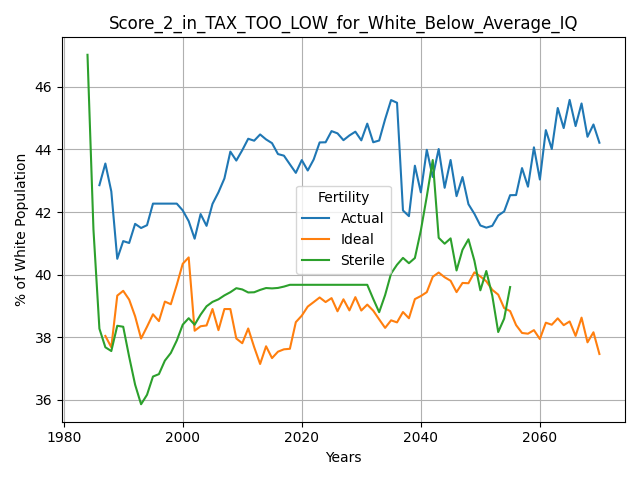 Score_2_in_TAX_TOO_LOW_for_White_Below_Average_IQ
% of White Population
46
44
42
40
38
36
Fertility
Actual
Ideal
Sterile
1980
2000
2020
2040
2060
Years